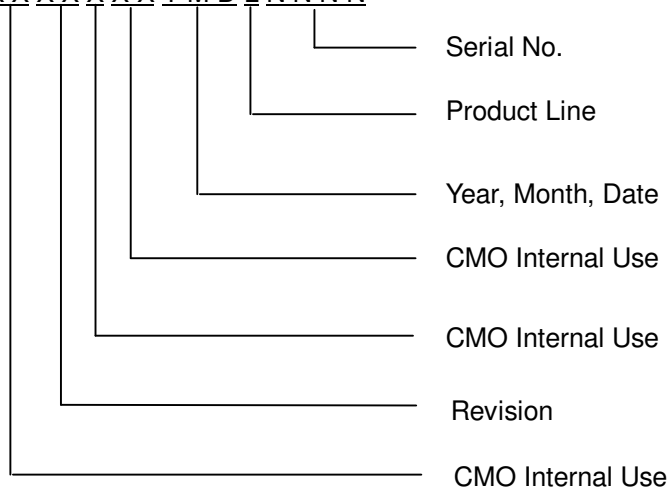 Serial No.
Product Line
Year, Month, Date
CMO Internal Use
CMO Internal Use
Revision
CMO Internal Use